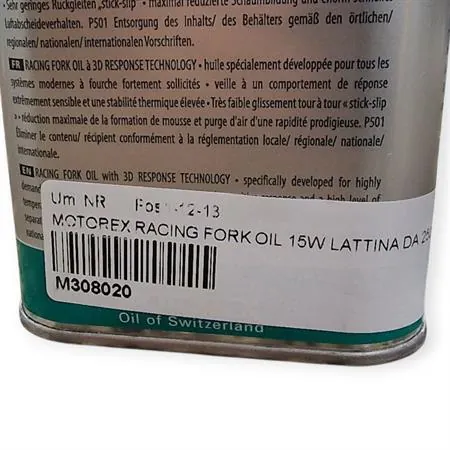 • Sehr geringes Ruckgleiten „stick-slip“ • maximal reduzierte Schaumbildung und enorm schnelles
Luftabscheideverhalten. P501 Entsorgung des Inhalts/ des Behälters gemäß den örtlichen/
regionalen/ nationalen/ internationalen Vorschriften.
FR RACING FORK OIL & 3D RESPONSE TECHNOLOGY • huile spécialement développée pour tous les
systèmes modernes à fourche fortement sollicités • veille à un comportement de réponse
extrêmement sensible et une stabilité thermique élevée • Très faible glissement tour à tour « stick-slip
» • réduction maximale de la formation de mousse et purge d'air d'une rapidité prodigieuse. P501
Éliminer le contenu/ récipient conformément à la réglementation locale/ régionale/ nationale/
internationale.
EN RACING FORK OIL with 3D RESPONSE TECHNOLOGY • specifically developed for highly
Um NR Pos 12-13
MOTOREX RACING FORK OIL 15W LATTINA DA
M308020
Oil of Switzerland